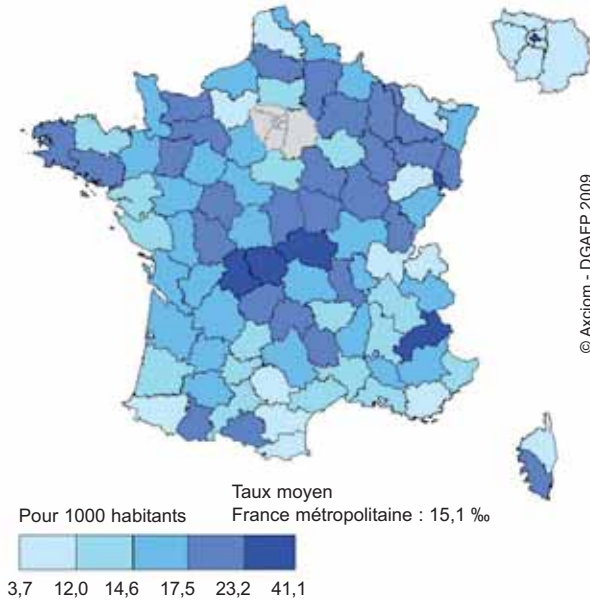 © Axciom - DGAFP 2009
Taux moyen
Pour 1000 habitants
France métropolitaine : 15,1 ‰
3,7 12,0 14,6 17,5 23,2 41,1